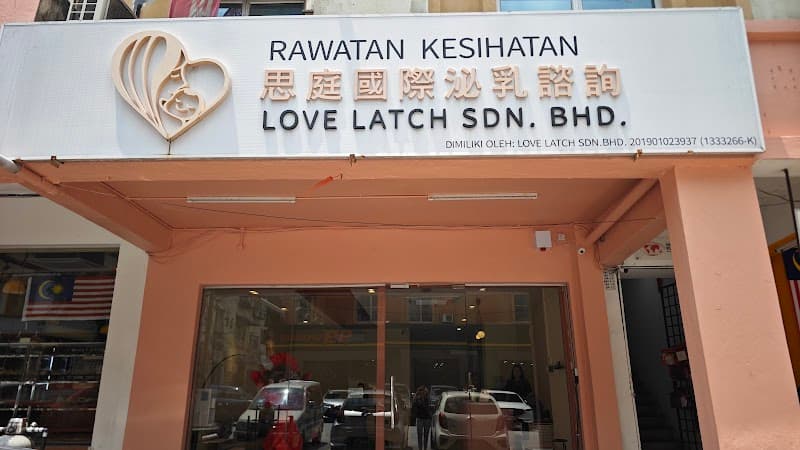 RAWATAN KESIHATAN
思庭國際泌乳諮詢
LOVE LATCH SDN. BHD.
DIMILIKI OLEH: LOVE LATCH SDN.BHD. 201901023937 (1333266-K)